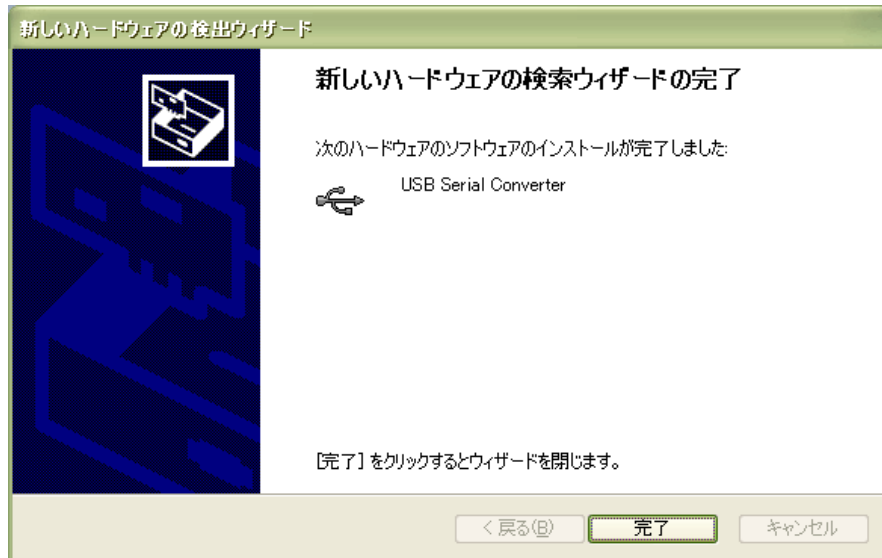 新しいハードウェアの検出ウィザード
新しいハードウェアの検索ウィザードの完了
次のハードウェアのソフトウェアのインストールが完了しました:
USB Serial Converter
[完了] をクリックするとウィザードを閉じます。
< 戻る(B)
完了
キャンセル